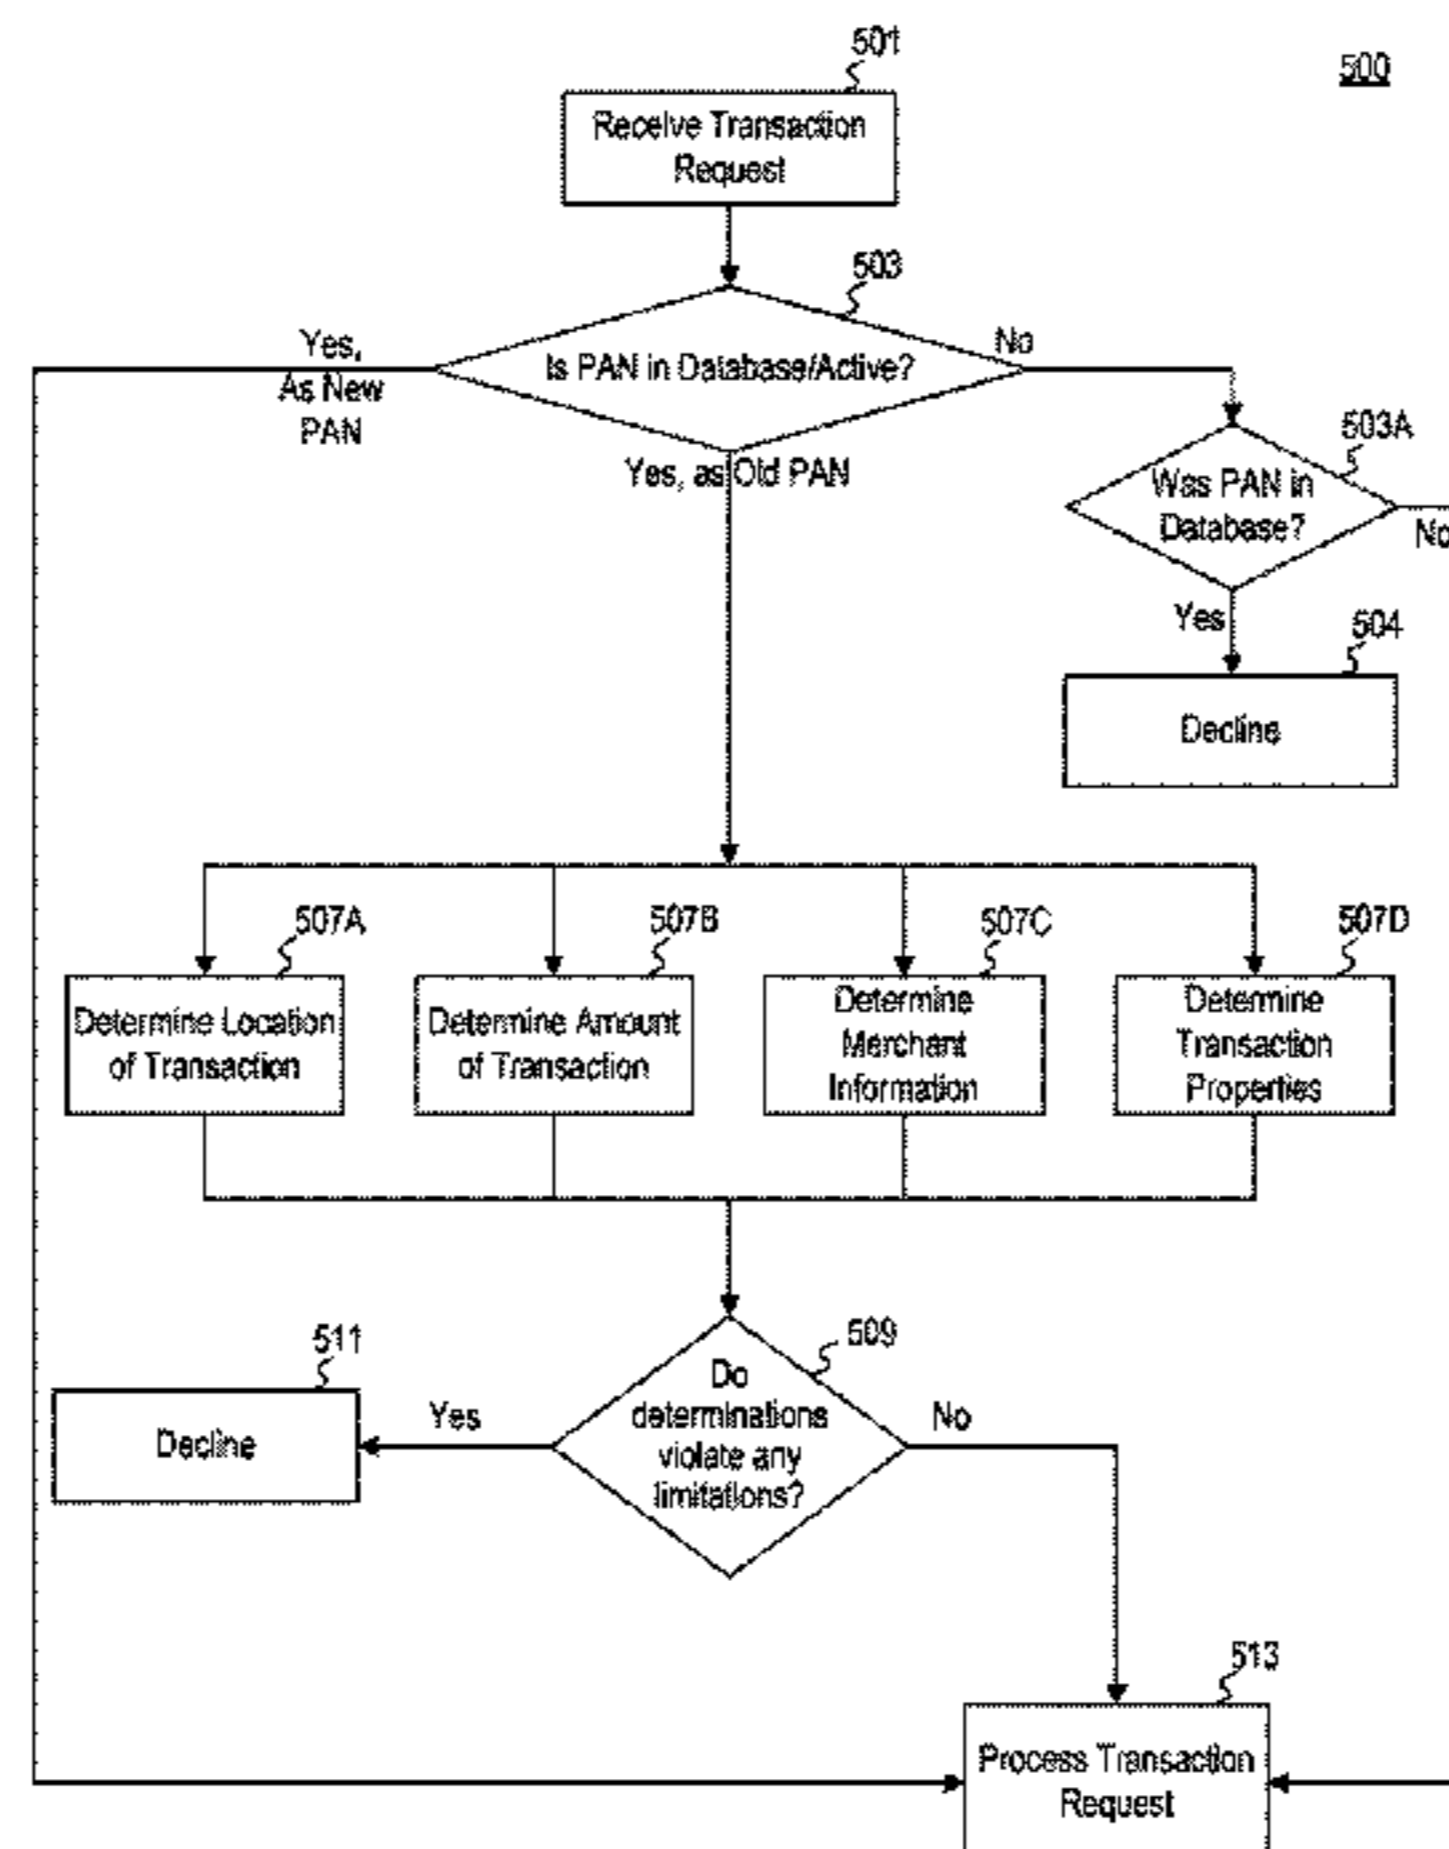 501
500
Receive Transaction
Request
503
Yes,
As New
PAN
Is PAN in Database/Active?
No
503A
Yes, as Old PAN
Was PAN in
Database?
No
Yes
504
Decline
507A
507B
507C
507D
Determine Location
of Transaction
Determine Amount
of Transaction
Determine
Merchant
Information
Determine
Transaction
Properties
511
509
Decline
Yes
Do
determinations
violate any
limitations?
No
513
Process Transaction
Request